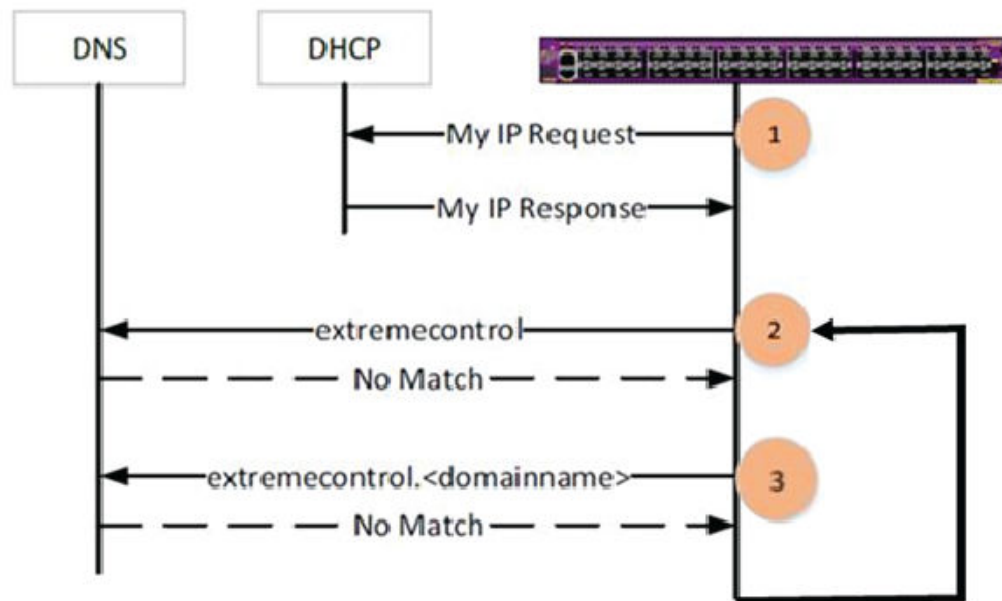 DNS
DHCP
My IP Request
1
My IP Response
extremecontrol
2
No Match
extremecontrol.<domainname>
3
No Match